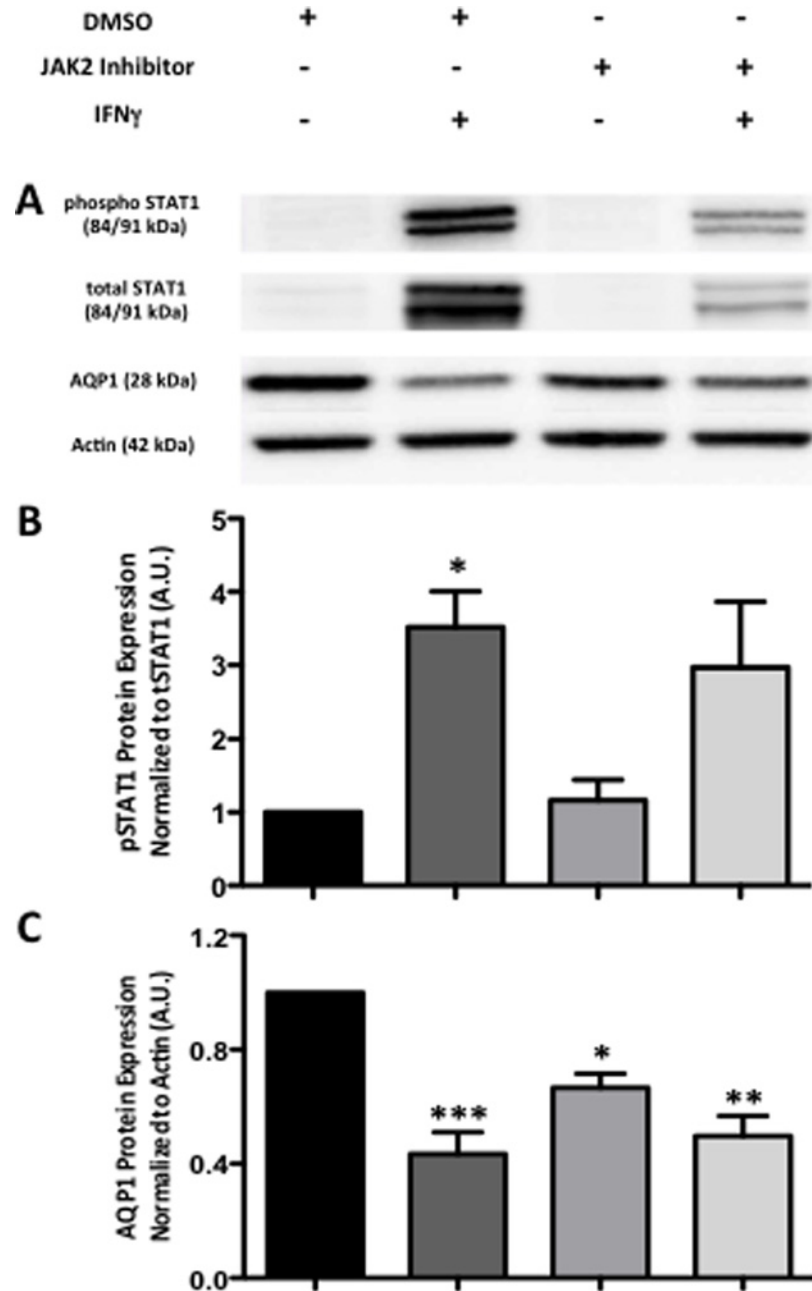 DMSO + + - -
JAK2 Inhibitor - - + +
IFNγ - + - +
A
phospho STAT1
(84/91 kDa)
total STAT1
(84/91 kDa)
AQP1 (28 kDa)
Actin (42 kDa)
B
pSTAT1 Protein Expression
Normalized to tSTAT1 (A.U.)
5
4
3
2
1
0
*
C
AQP1 Protein Expression
Normalized to Actin (A.U.)
1.2
0.8
0.4
0.0
*** * **